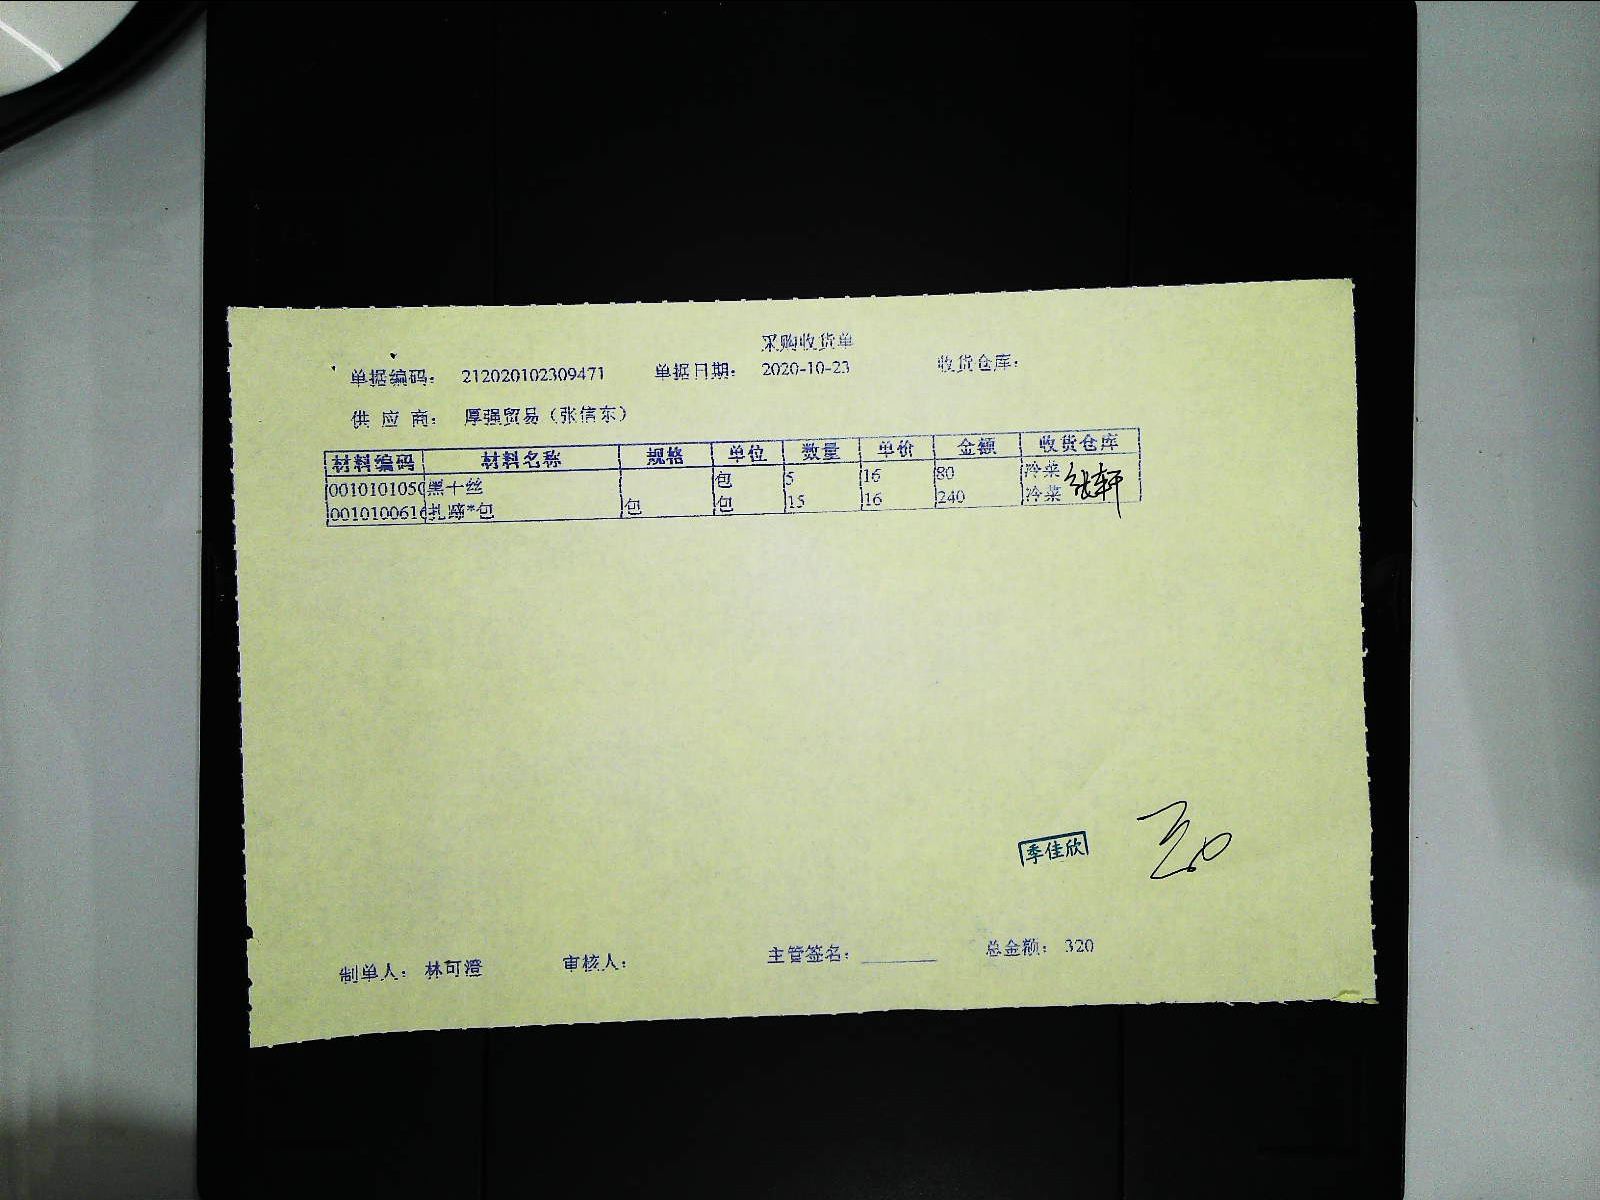 采购收货单
单据编码： 212020102309471 单据日期： 2020-10-23 收货仓库：
供 应 商： 厚强贸易（张信东）
材料编码 材料名称 规格 单位 数量 单价 金额 收货仓库
0010101050 黑十丝 包 5 16 80 冷菜
0010100616 扎蹄*包 包 包 15 16 240 冷菜
季佳欣
制单人： 林可澄 审核人： 主管签名： 总金额： 320